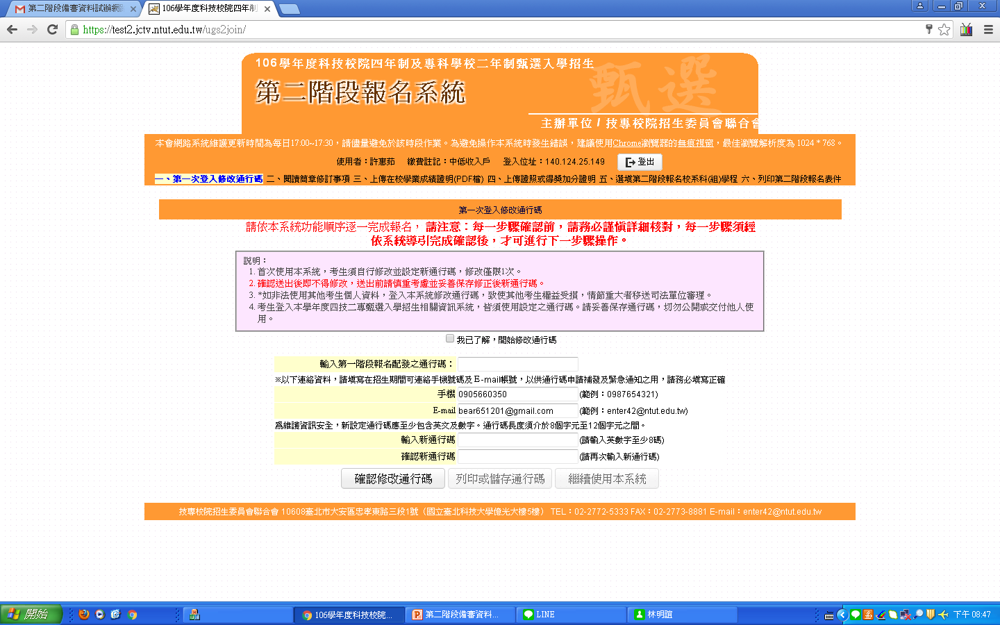 第二階段備審資料試辦網路
106學年度科技校院四年制
https://test2.jctv.ntut.edu.tw/ugs2join/
106學年度科技校院四年制及專科學校二年制甄選入學招生
甄選
第二階段報名系統
主辦單位 / 技專校院招生委員會聯合會
本會網路系統維護更新時間為每日17:00~17:30，請儘量避免於該時段作業。為避免操作本系統時發生錯誤，建議使用Chrome瀏覽器的無痕視窗，最佳瀏覽解析度為 1024 * 768。
使用者：許惠茹 繳費註記：中低收入戶 登入位址：140.124.25.149 登出
一、第一次登入修改通行碼 二、閱讀簡章修訂事項 三、上傳在校學業成績證明(PDF檔) 四、上傳證照或得獎加分證明 五、選填第二階段報名校系科(組)學程 六、列印第二階段報名表件
第一次登入修改通行碼
請依本系統功能順序逐一完成報名， 請注意：每一步驟確認前，請務必謹慎詳細核對，每一步驟須經
依系統導引完成確認後，才可進行下一步驟操作。
說明：
1. 首次使用本系統，考生須自行修改並設定新通行碼，修改僅限1次。
2. 確認送出後即不得修改，送出前請慎重考慮並妥善保存修正後新通行碼。
3. *如非法使用其他考生個人資料，登入本系統修改通行碼，致使其他考生權益受損，情節重大者移送司法單位審理。
4. 考生登入本學年度四技二專甄選入學招生相關資訊系統，皆須使用設定之通行碼。請妥善保存通行碼，切勿公開或交付他人使
用。
我已了解，開始修改通行碼
輸入第一階段報名配發之通行碼：
※以下連絡資料，請填寫在招生期間可連絡手機號碼及E-mail帳號，以供通行碼申請補發及緊急通知之用，請務必填寫正確
手機 0905660350 (範例：0987654321)
E-mail bear651201@gmail.com (範例：enter42@ntut.edu.tw)
為維護資訊安全，新設定通行碼應至少包含英文及數字。通行碼長度須介於8個字元至12個字元之間。
輸入新通行碼 (請輸入英數字至少8碼)
確認新通行碼 (請再次輸入新通行碼)
確認修改通行碼 列印或儲存通行碼 繼續使用本系統
技專校院招生委員會聯合會 10608臺北市大安區忠孝東路三段1號（國立臺北科技大學億光大樓5樓） TEL：02-2772-5333 FAX：02-2773-8881 E-mail：enter42@ntut.edu.tw
開始
106學年度科技校院...
第二階段備審資料...
LINE
林明誼
下午 08:47